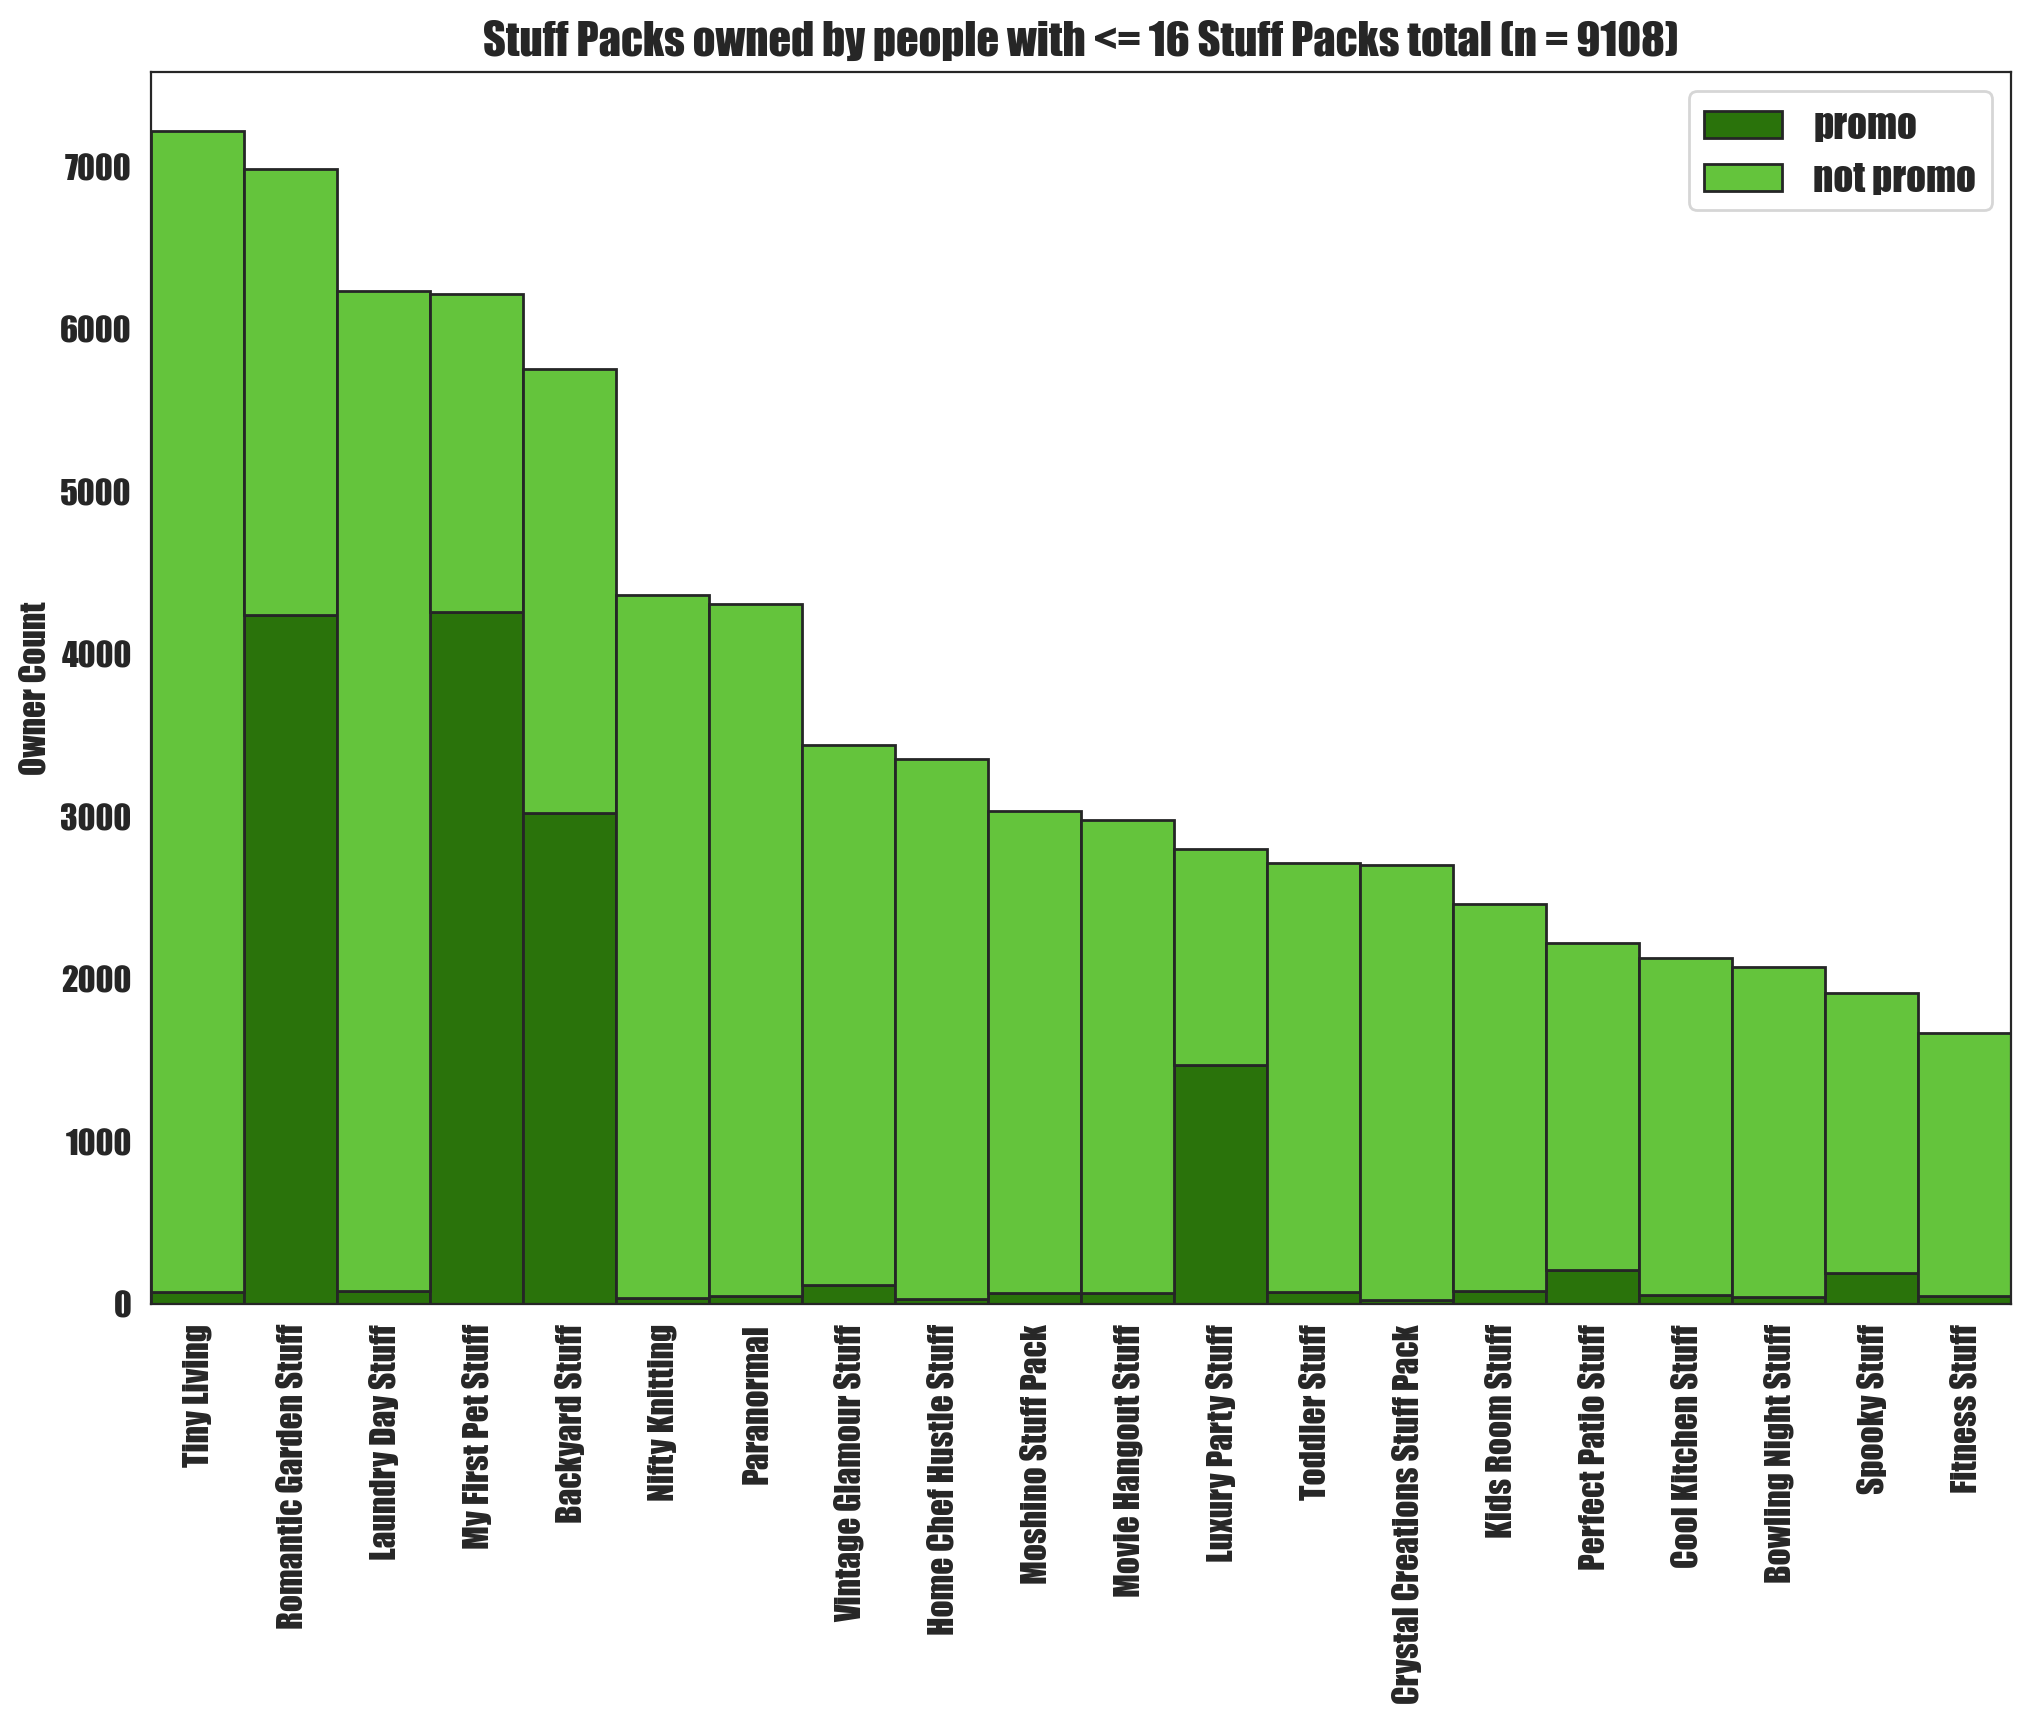 Stuff Packs owned by people with <= 16 Stuff Packs total (n = 9108)
promo
not promo
Owner Count
7000
6000
5000
4000
3000
2000
1000
0
Tiny Living
Romantic Garden Stuff
Laundry Day Stuff
My First Pet Stuff
Backyard Stuff
Nifty Knitting
Paranormal
Vintage Glamour Stuff
Home Chef Hustle Stuff
Moshino Stuff Pack
Movie Hangout Stuff
Luxury Party Stuff
Toddler Stuff
Crystal Creations Stuff Pack
Kids Room Stuff
Perfect Patio Stuff
Cool Kitchen Stuff
Bowling Night Stuff
Spooky Stuff
Fitness Stuff